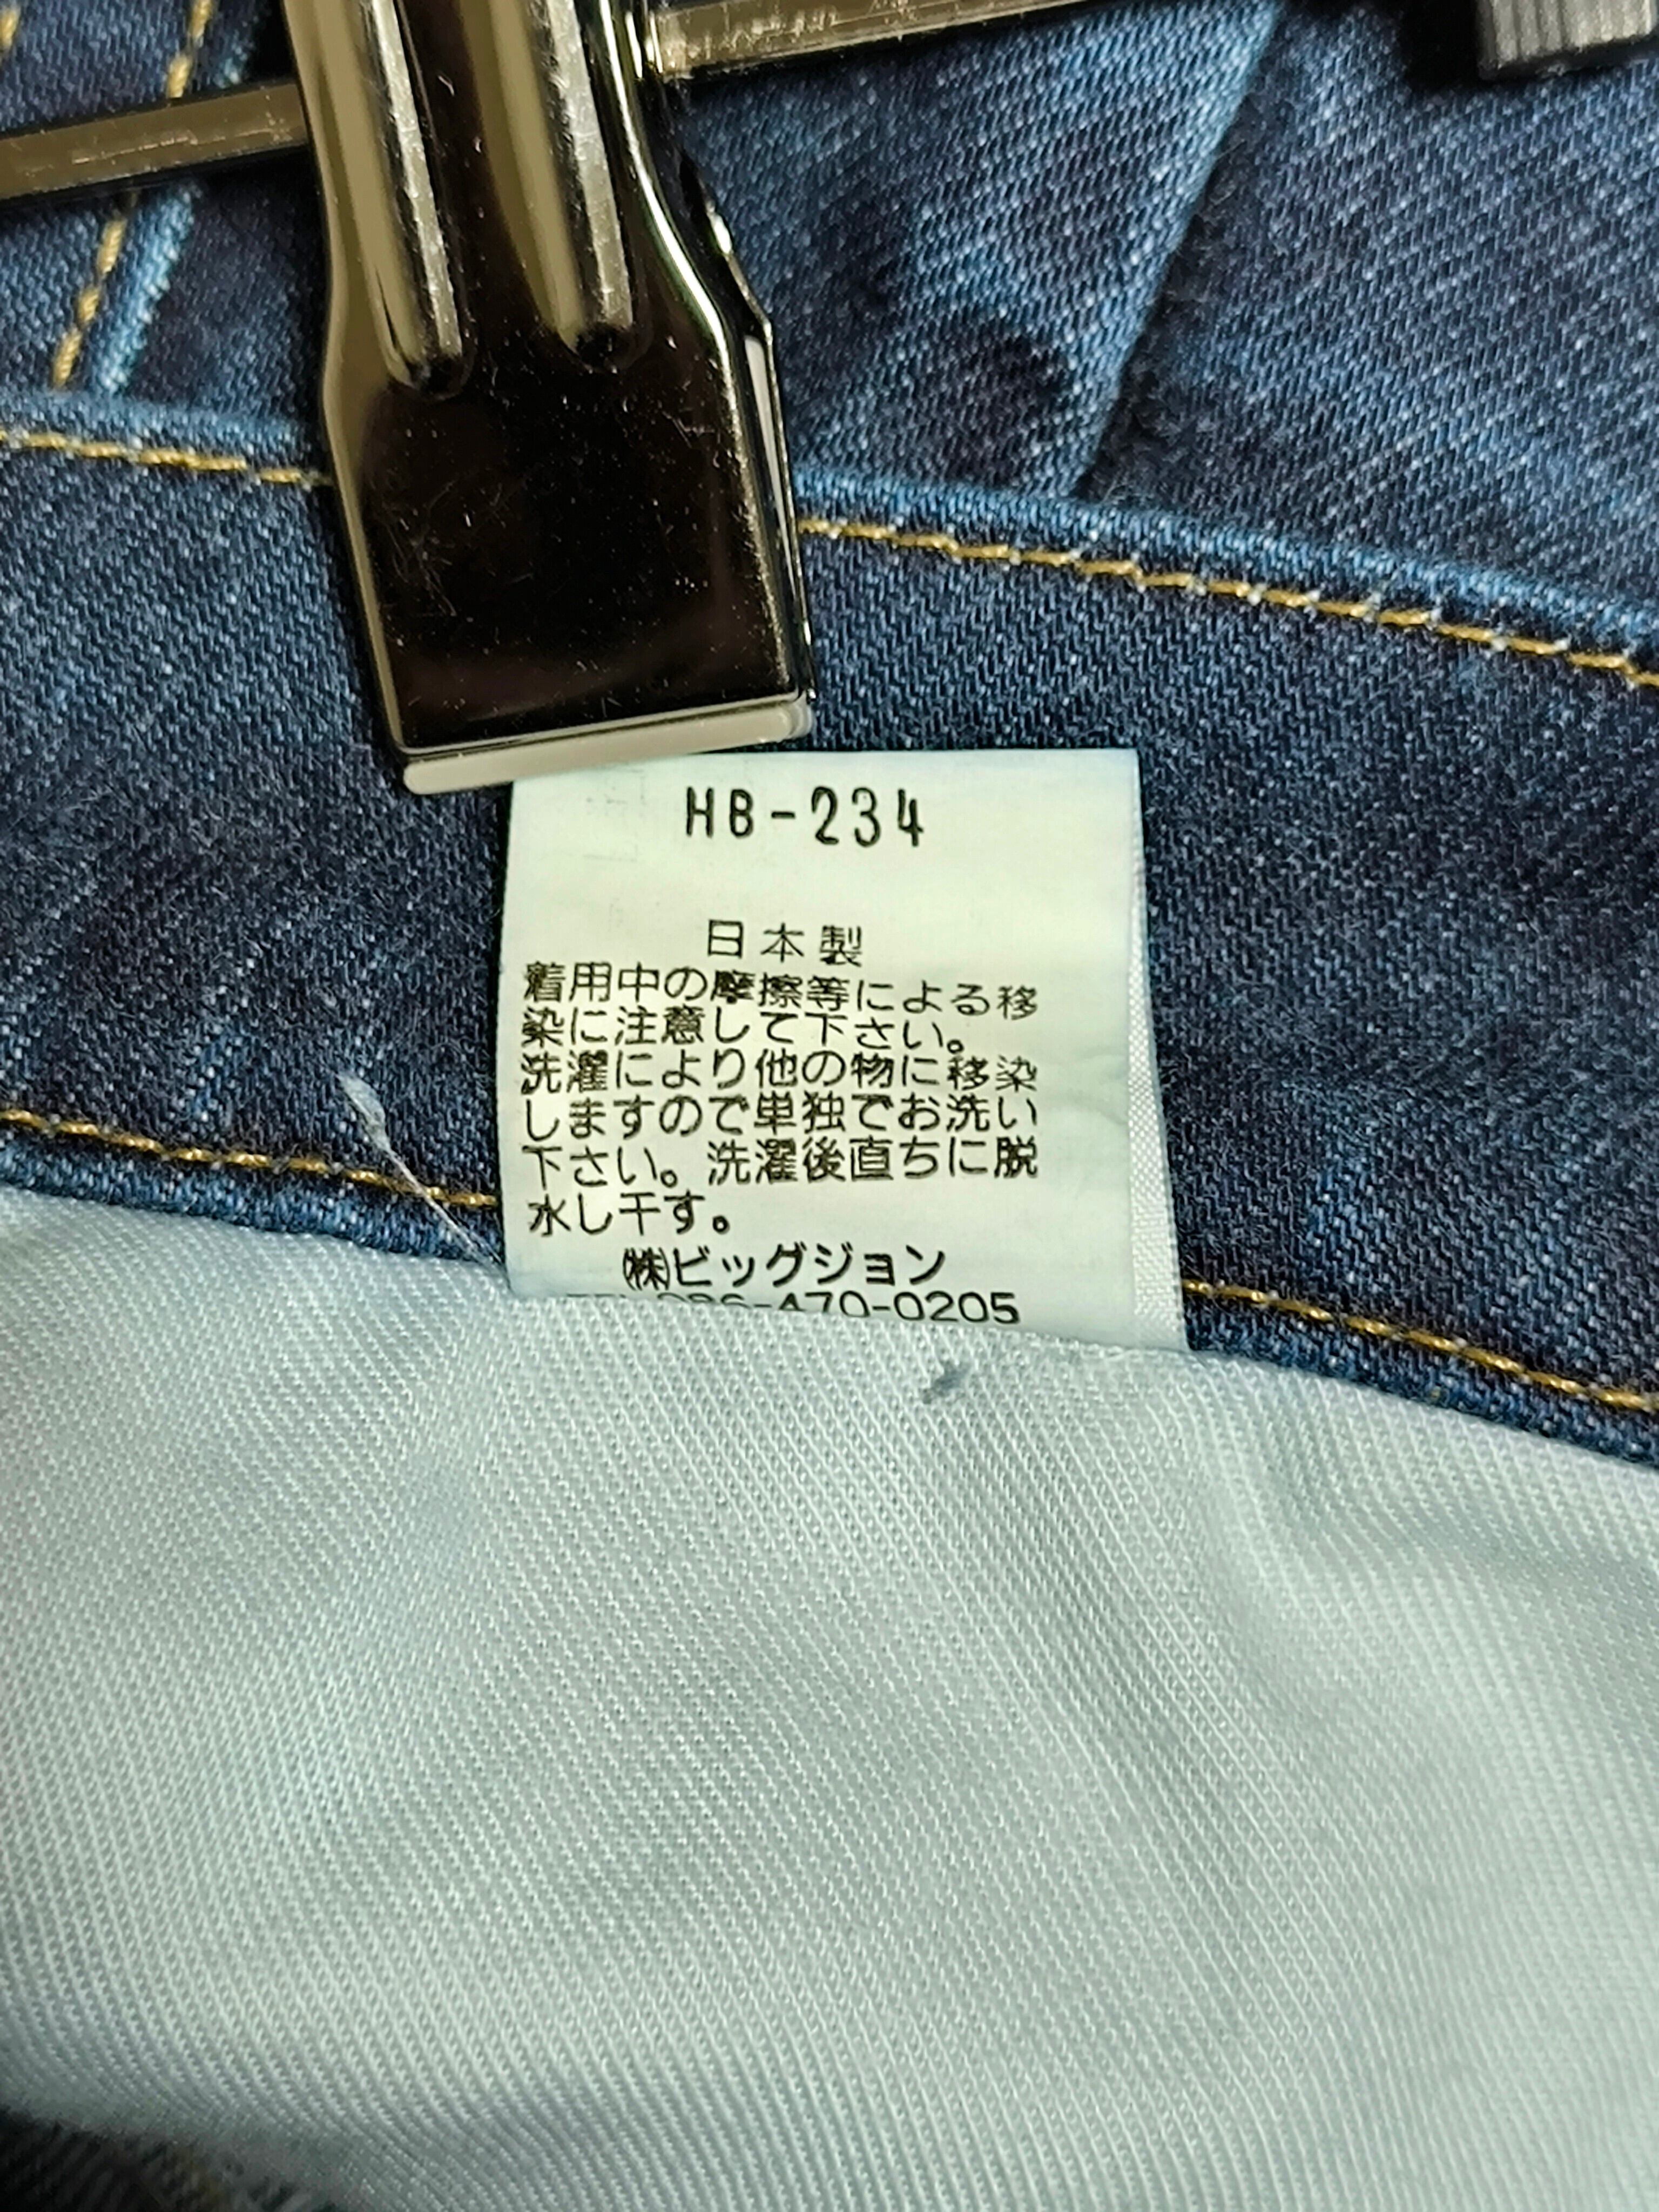 HB-234
日本製
着用中の摩擦等による移
染に注意して下さい。
洗濯により他の物に移染
しますので単独でお洗い
下さい。洗濯後直ちに脱
水し干す。
㈱ビッグジョン
086-470-0205